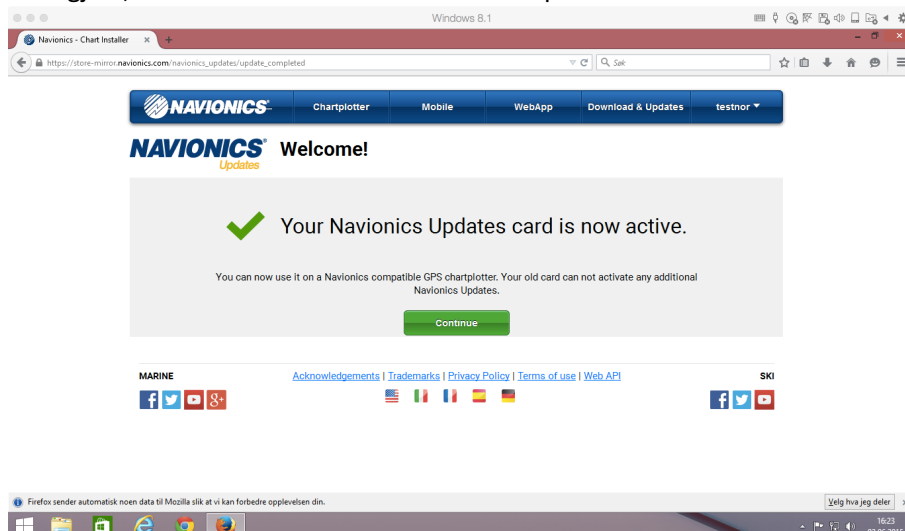 Windows 8.1
Navionics - Chart Installer
https://store-mirror.navionics.com/navionics_updates/update_completed
Søk
NAVIONICS Chartplotter Mobile WebApp Download & Updates testnor
NAVIONICS Updates Welcome!
Your Navionics Updates card is now active.
You can now use it on a Navionics compatible GPS chartplotter. Your old card can not activate any additional
Navionics Updates.
Continue
MARINE Acknowledgements | Trademarks | Privacy Policy | Terms of use | Web API SKI
Firefox sender automatisk noen data til Mozilla slik at vi kan forbedre opplevelsen din. Velg hva jeg deler
16:23